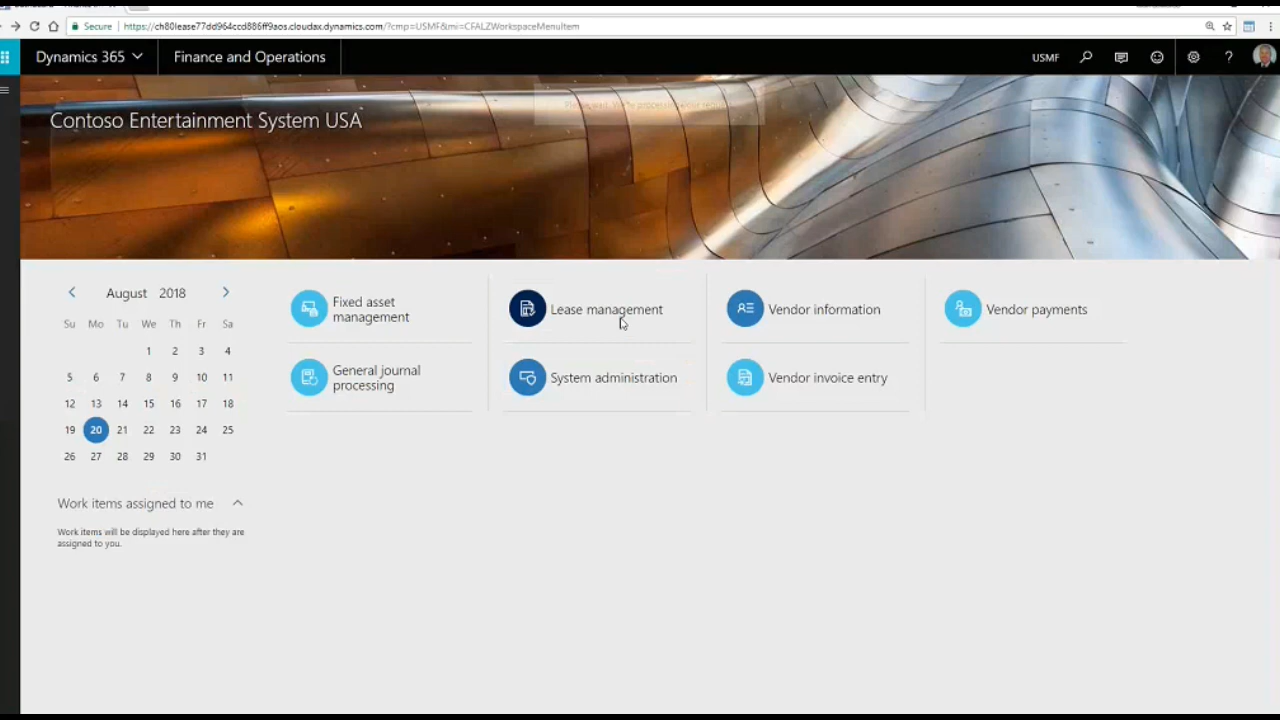 Secure
https://ch80lease77dd964ccd886ff9aos.cloudax.dynamics.com/?cmp=USMF&mi=CFALZWorkspaceMenuItem
Dynamics 365
Finance and Operations
USMF
?
Contoso Entertainment System USA
August 2018
Su Mo Tu We Th Fr Sa
1 2 3 4
5 6 7 8 9 10 11
12 13 14 15 16 17 18
19 20 21 22 23 24 25
26 27 28 29 30 31
Work items assigned to me
Work items will be displayed here after they are
assigned to you.
Fixed asset
management
Lease management
Vendor information
Vendor payments
General journal
processing
System administration
Vendor invoice entry